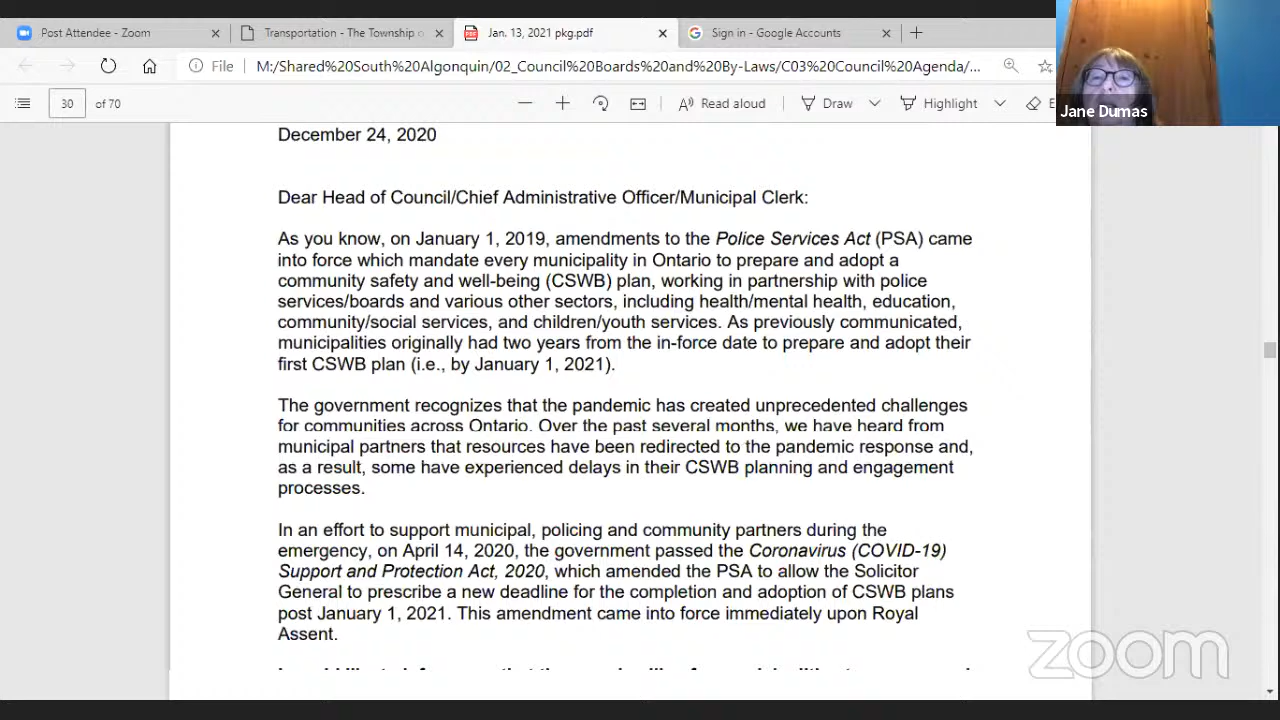 Post Attendee - Zoom
Transportation - The Township o
Jan. 13, 2021 pkg.pdf
Sign in - Google Accounts
File
M:/Shared%20South%20Algonquin/02_Council%20Boards%20and%20By-Laws/C03%20Council%20Agenda/...
30 of 70
Read aloud
Draw
Highlight
Jane Dumas
December 24, 2020
Dear Head of Council/Chief Administrative Officer/Municipal Clerk:
As you know, on January 1, 2019, amendments to the Police Services Act (PSA) came
into force which mandate every municipality in Ontario to prepare and adopt a
community safety and well-being (CSWB) plan, working in partnership with police
services/boards and various other sectors, including health/mental health, education,
community/social services, and children/youth services. As previously communicated,
municipalities originally had two years from the in-force date to prepare and adopt their
first CSWB plan (i.e., by January 1, 2021).
The government recognizes that the pandemic has created unprecedented challenges
for communities across Ontario. Over the past several months, we have heard from
municipal partners that resources have been redirected to the pandemic response and,
as a result, some have experienced delays in their CSWB planning and engagement
processes.
In an effort to support municipal, policing and community partners during the
emergency, on April 14, 2020, the government passed the Coronavirus (COVID-19)
Support and Protection Act, 2020, which amended the PSA to allow the Solicitor
General to prescribe a new deadline for the completion and adoption of CSWB plans
post January 1, 2021. This amendment came into force immediately upon Royal
Assent.
zoom